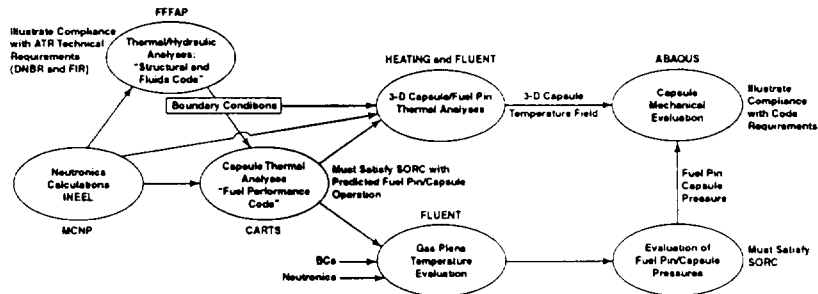 FFFAP
Illustrate Compliance
with ATR Technical
Requirements
(DNBR and FIR)
Thermal/Hydraulic
Analyses:
"Structural and
Fluids Code"
HEATING and FLUENT
ABAQUS
Boundary Conditions
3-D Capsule/Fuel Pin
Thermal Analyses
3-D Capsule
Temperature Field
Capsule
Mechanical
Evaluation
Illustrate
Compliance
with Code
Requirements
Neutronics
Calculations
INEEL
MCNP
Capsule Thermal
Analyses
"Fuel Performance
Code"
CARTS
Must Satisfy SORC with
Predicted Fuel Pin/Capsule
Operation
Fuel Pin
Capsule
Pressure
FLUENT
BCs
Neutronics
Gas Plena
Temperature
Evaluation
Evaluation of
Fuel Pin/Capsule
Pressures
Must Satisfy
SORC